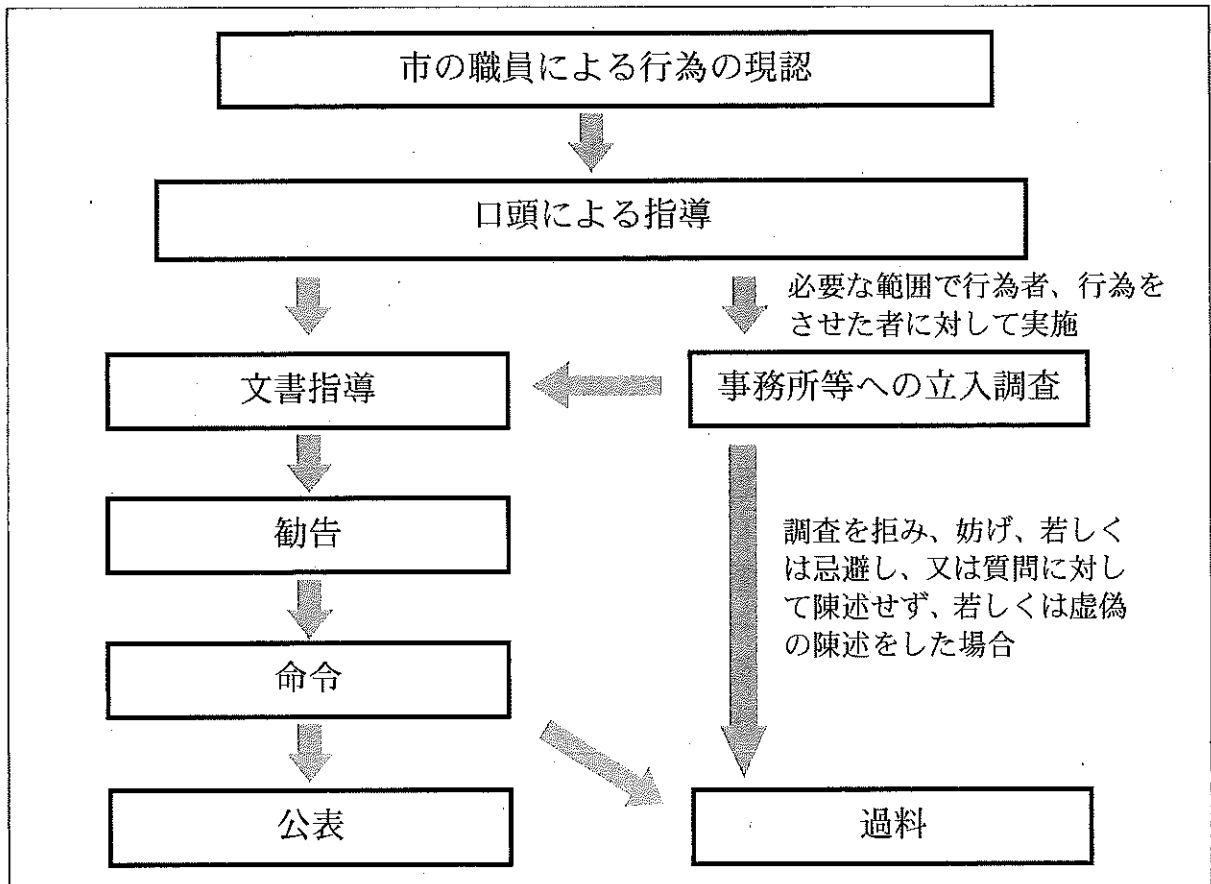 市の職員による行為の現認
口頭による指導
必要な範囲で行為者、行為を
させた者に対して実施
文書指導
事務所等への立入調査
勧告
調査を拒み、妨げ、若しく
は忌避し、又は質問に対し
て陳述せず、若しくは虚偽
の陳述をした場合
命令
公表
過料